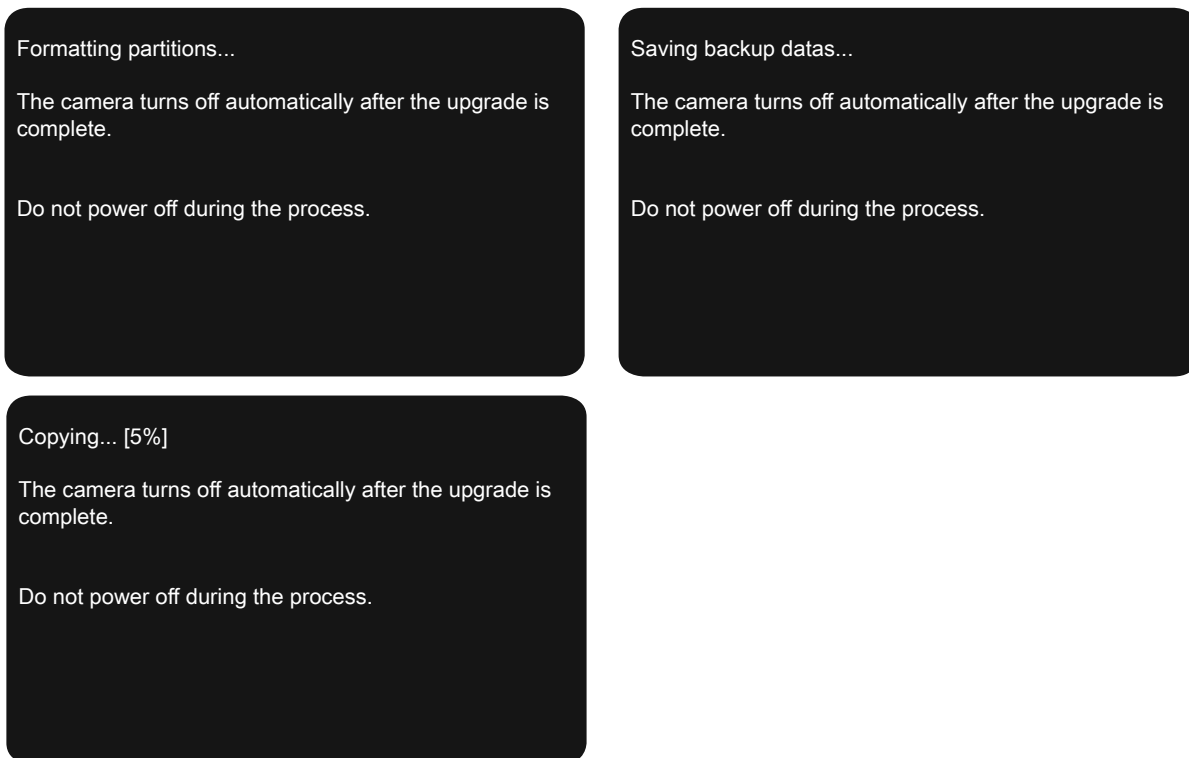 Formatting partitions...
The camera turns off automatically after the upgrade is
complete.
Do not power off during the process.
Saving backup datas...
The camera turns off automatically after the upgrade is
complete.
Do not power off during the process.
Copying... [5%]
The camera turns off automatically after the upgrade is
complete.
Do not power off during the process.